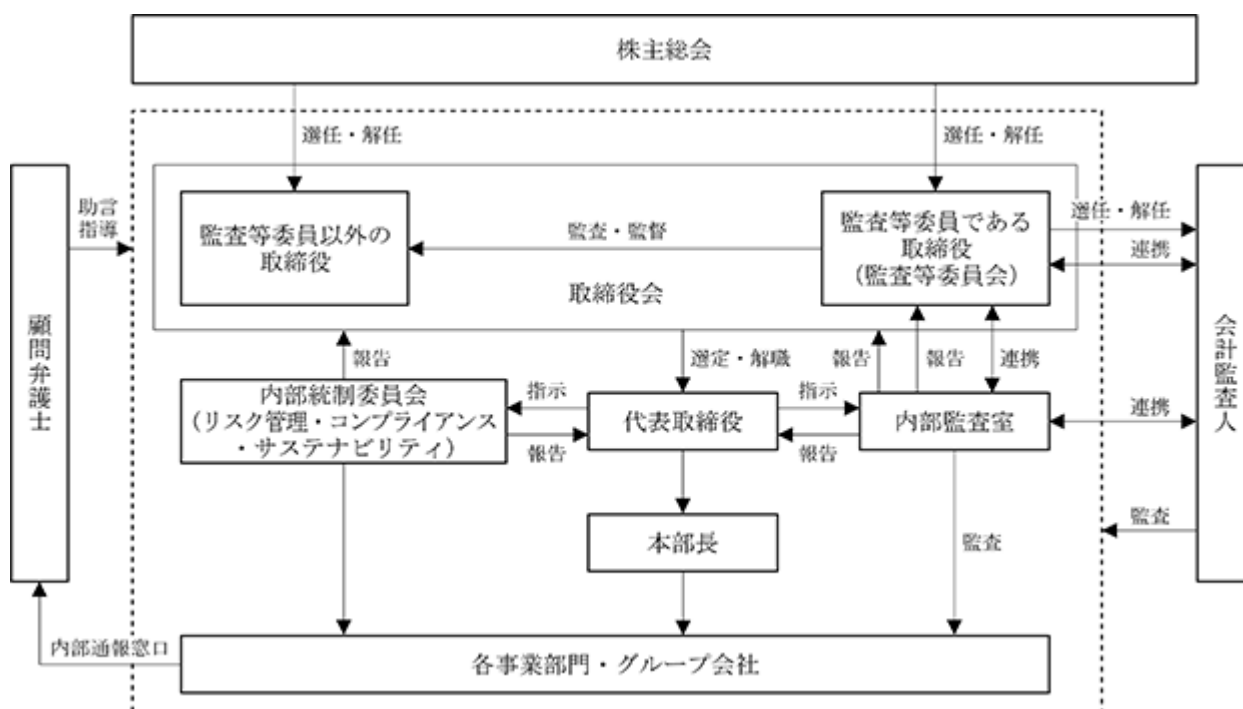 株主総会
選任・解任
選任・解任
助言
指導
監査等委員以外の
取締役
監査・監督
監査等委員である
取締役
(監査等委員会)
選任・解任
連携
取締役会
顧問弁護士
会計監査人
報告
選定・解職
報告
報告
連携
内部統制委員会
(リスク管理・コンプライアンス
・サステナビリティ)
指示
報告
代表取締役
指示
報告
内部監査室
連携
本部長
監査
監査
内部通報窓口
各事業部門・グループ会社